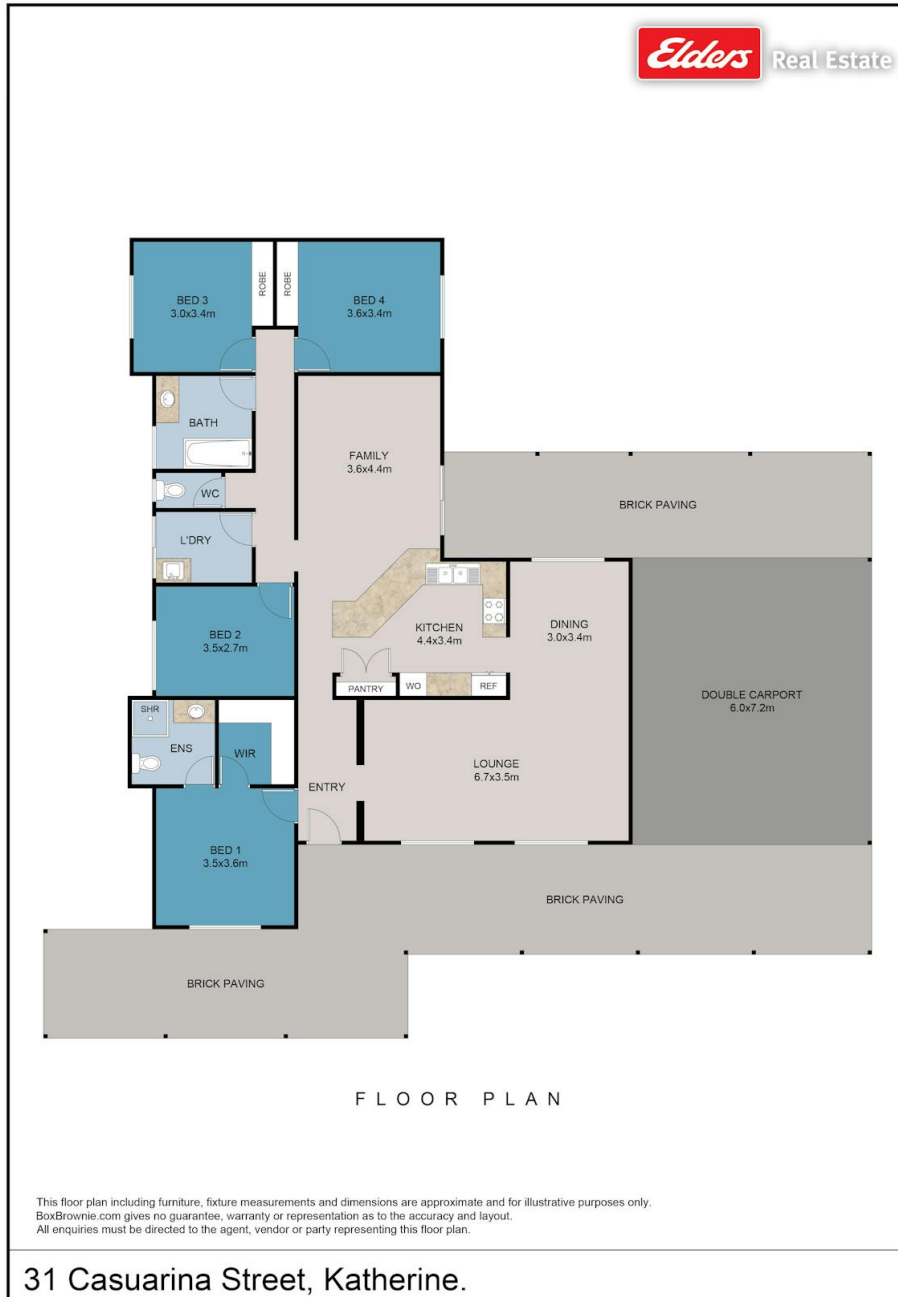 Elders Real Estate
ROBE
ROBE
BED 3
3.0x3.4m
BED 4
3.6x3.4m
BATH
FAMILY
3.6x4.4m
WC
BRICK PAVING
L'DRY
KITCHEN
4.4x3.4m
DINING
3.0x3.4m
BED 2
3.5x2.7m
PANTRY
WO
REF
DOUBLE CARPORT
6.0x7.2m
SHR
ENS
WIR
LOUNGE
6.7x3.5m
ENTRY
BED 1
3.5x3.6m
BRICK PAVING
BRICK PAVING
FLOOR PLAN
This floor plan including furniture, fixture measurements and dimensions are approximate and for illustrative purposes only.
BoxBrownie.com gives no guarantee, warranty or representation as to the accuracy and layout.
All enquiries must be directed to the agent, vendor or party representing this floor plan.
31 Casuarina Street, Katherine.